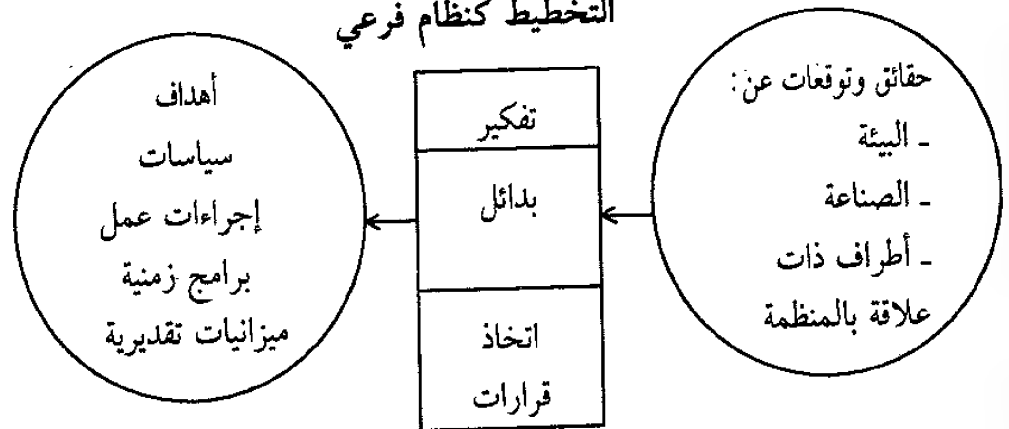 التخطيط كنظام فرعي
حقائق وتوقعات عن:
ـ البيئة
ـ الصناعة
ـ أطراف ذات
علاقة بالمنظمة
تفكير
بدائل
اتخاذ
قرارات
أهداف
سياسات
إجراءات عمل
برامج زمنية
ميزانيات تقديرية